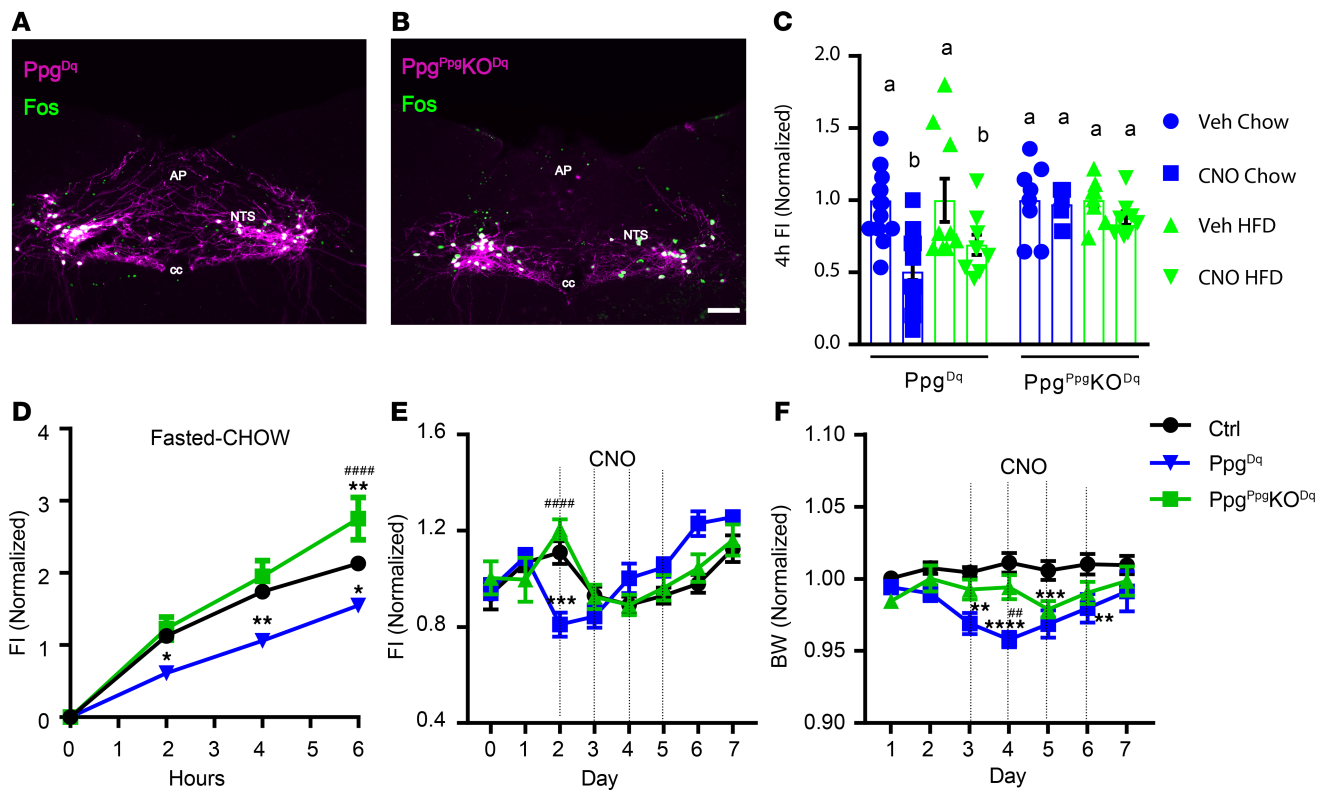 A
Ppg^Dq
Fos
AP
NTS
cc
B
Ppg^PpgKO^Dq
Fos
AP
NTS
cc
C
4h FI (Normalized)
2.0
1.5
1.0
0.5
0.0
a
b
a
b
a
a
a
a
Ppg^Dq
Ppg^PpgKO^Dq
Veh Chow
CNO Chow
Veh HFD
CNO HFD
D
Fasted-CHOW
FI (Normalized)
4
3
2
1
0
*
**
####
**
*
0 1 2 3 4 5 6
Hours
E
CNO
FI (Normalized)
1.6
1.2
0.8
0.4
####
***
0 1 2 3 4 5 6 7
Day
F
CNO
BW (Normalized)
1.10
1.05
1.00
0.95
0.90
**
##
****
***
**
1 2 3 4 5 6 7
Day
Ctrl
Ppg^Dq
Ppg^PpgKO^Dq